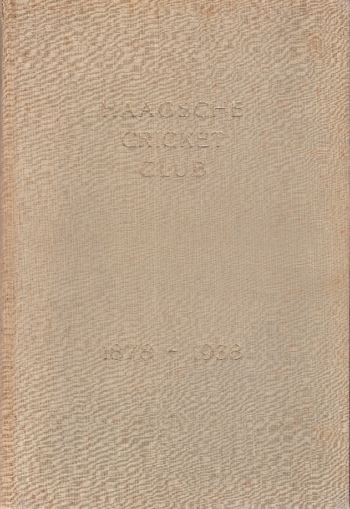 HAAGSCHE
CRICKET
CLUB
1878 - 1938